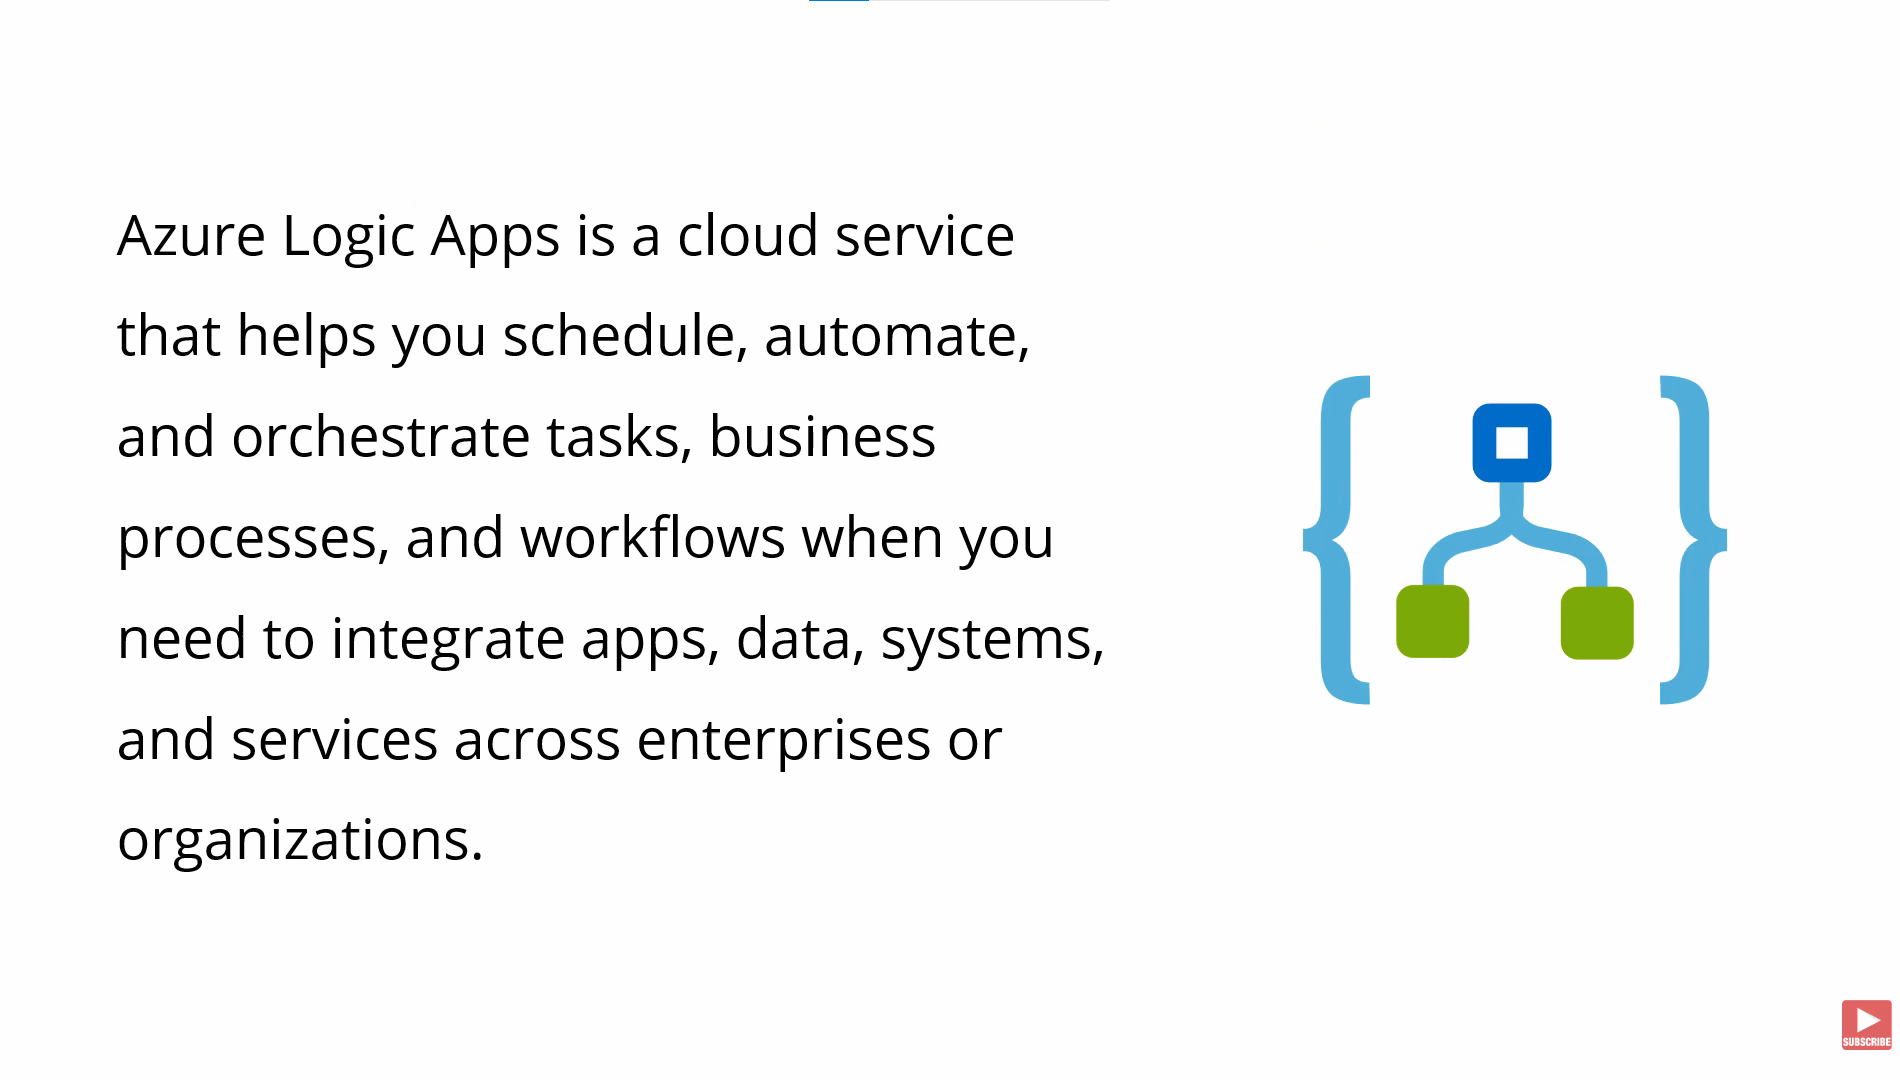 Azure Logic Apps is a cloud service
that helps you schedule, automate,
and orchestrate tasks, business
processes, and workflows when you
need to integrate apps, data, systems,
and services across enterprises or
organizations.
SUBSCRIBE